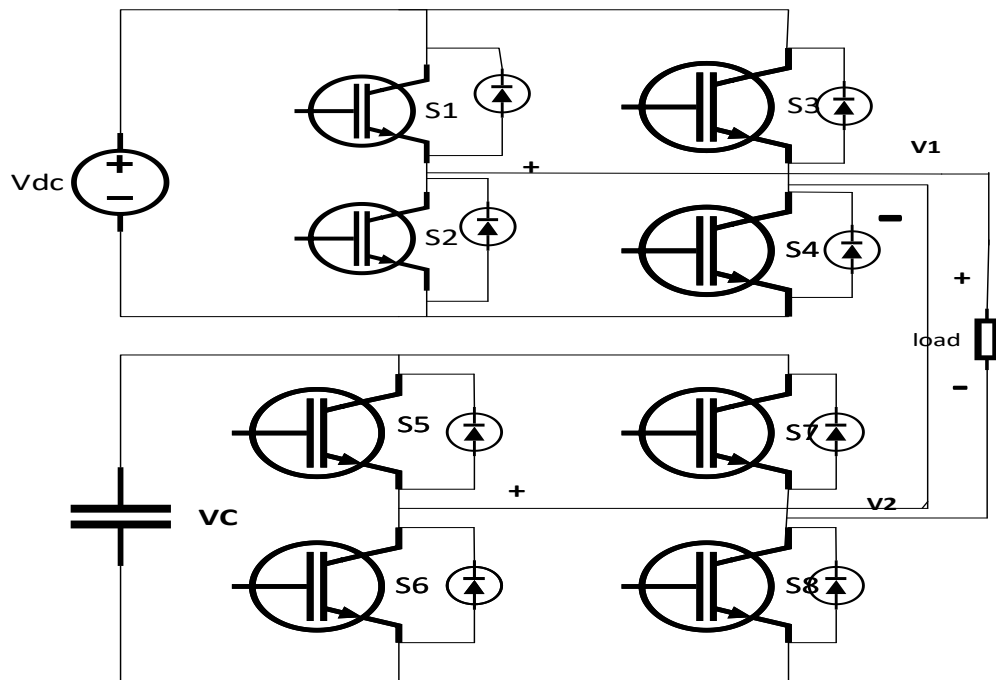 S1
S3
V1
+
Vdc
+
−
S2
S4
−
+
load
-
S5
S7
+
V2
VC
S6
S8